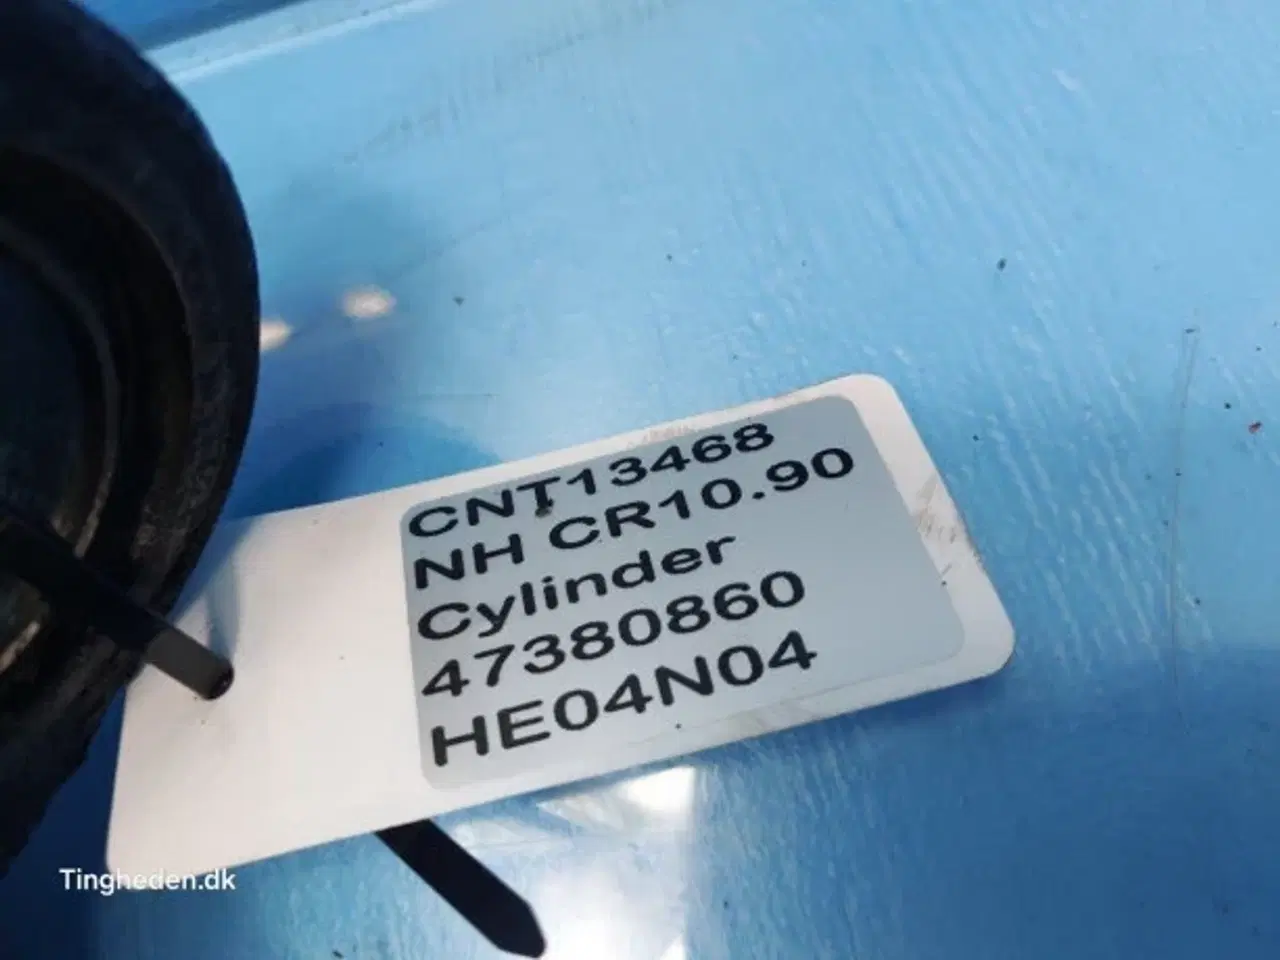 CNT13468
NH CR10.90
Cylinder
47380860
HE04N04
Tingheden.dk